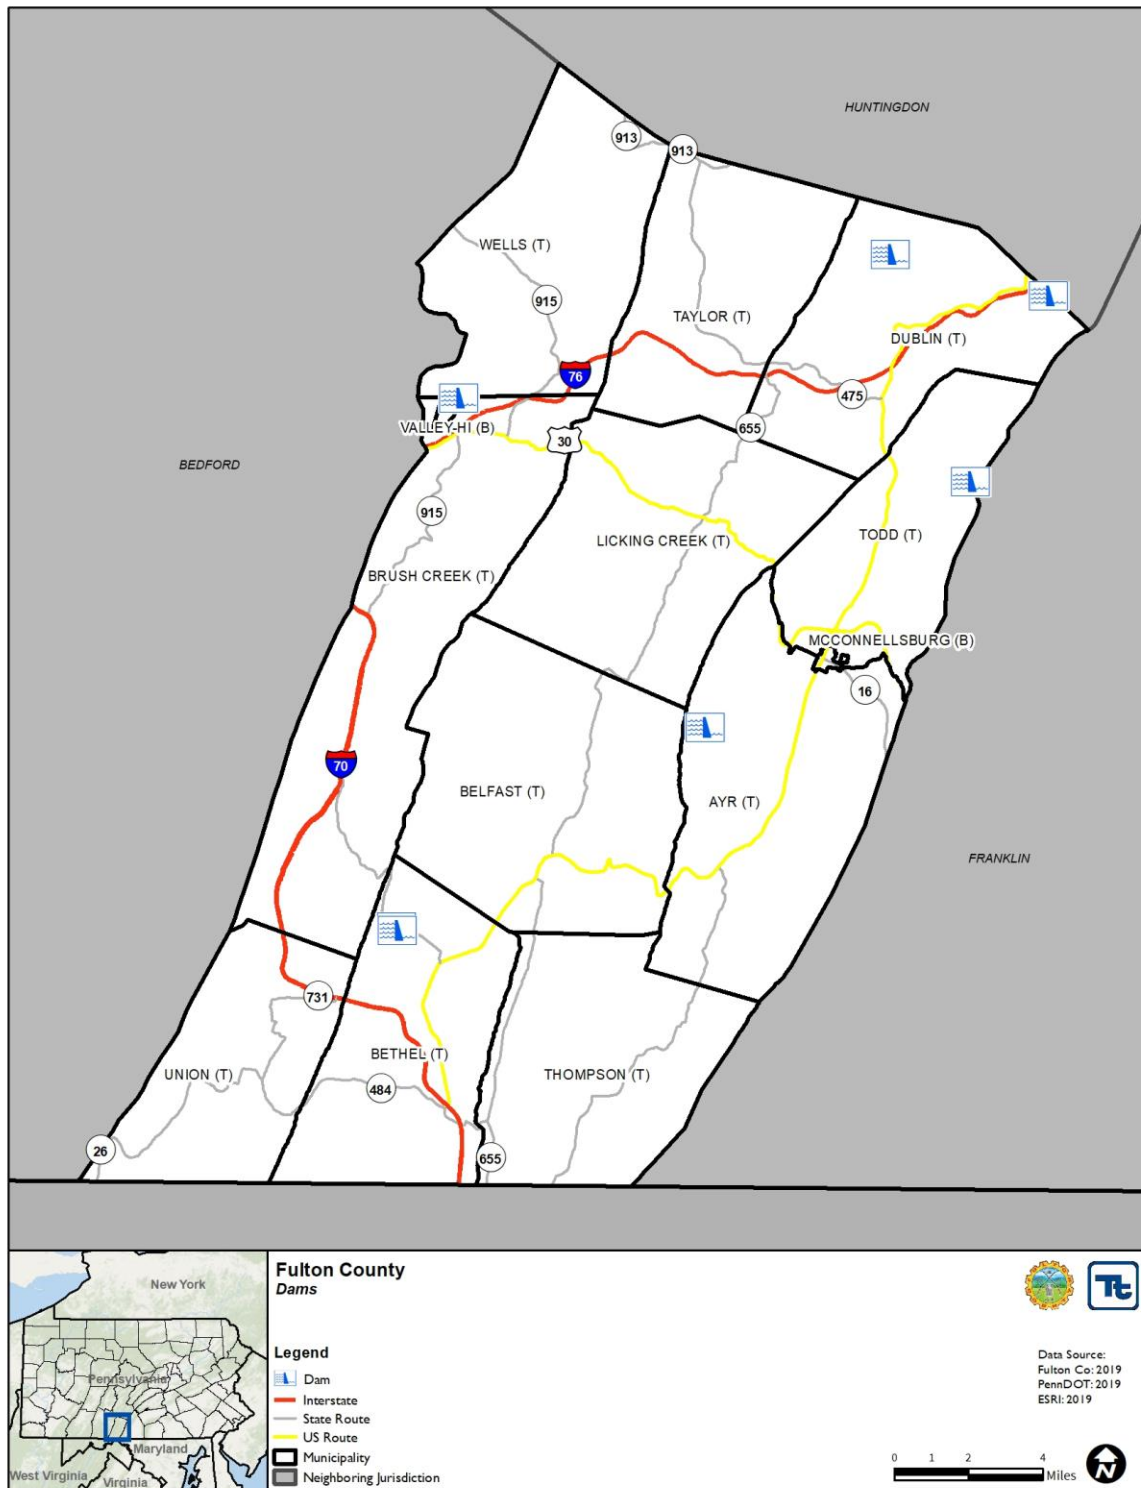 HUNTINGDON
913
913
WELLS (T)
915
TAYLOR (T)
DUBLIN (T)
76
475
VALLEY-HI (B)
30
655
BEDFORD
915
LICKING CREEK (T)
TODD (T)
BRUSH CREEK (T)
MCCONNELLSBURG (B)
16
70
BELFAST (T)
AYR (T)
FRANKLIN
731
BETHEL (T)
UNION (T)
484
THOMPSON (T)
26
655
New York
Pennsylvania
Maryland
West Virginia
Virginia
Fulton County
Dams
Legend
Dam
Interstate
State Route
US Route
Municipality
Neighboring Jurisdiction
Tt
Data Source:
Fulton Co: 2019
PennDOT: 2019
ESRI: 2019
0 1 2 4
Miles
N